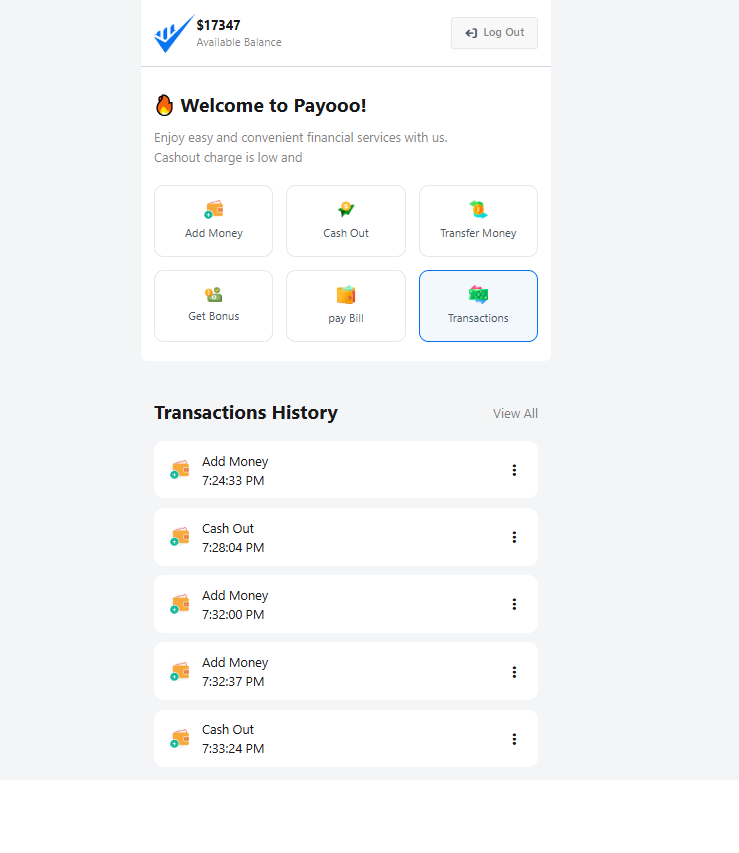 $17347
Available Balance
Log Out
Welcome to Payooo!
Enjoy easy and convenient financial services with us.
Cashout charge is low and
Add Money
Cash Out
Transfer Money
Get Bonus
pay Bill
Transactions
Transactions History
View All
Add Money
7:24:33 PM
Cash Out
7:28:04 PM
Add Money
7:32:00 PM
Add Money
7:32:37 PM
Cash Out
7:33:24 PM